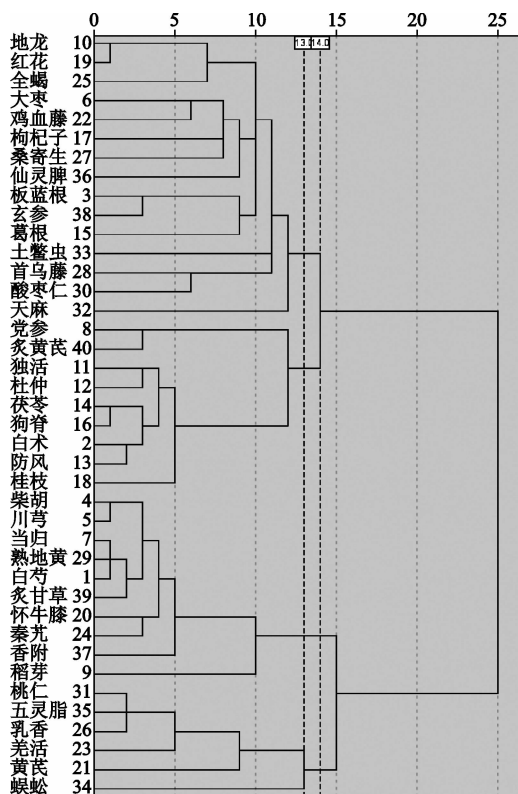 0 5 10 15 20 25
13.0 14.0
地龙 10
红花 19
全蝎 25
大枣 6
鸡血藤 22
枸杞子 17
桑寄生 27
仙灵脾 36
板蓝根 3
玄参 38
葛根 15
土鳖虫 33
首乌藤 28
酸枣仁 30
天麻 32
党参 8
炙黄芪 40
独活 11
杜仲 12
茯苓 14
狗脊 16
白术 2
防风 13
桂枝 18
柴胡 4
川芎 5
当归 7
熟地黄 29
白芍 1
炙甘草 39
怀牛膝 20
秦艽 24
香附 37
稻芽 9
桃仁 31
五灵脂 35
乳香 26
羌活 23
黄芪 21
蜈蚣 34